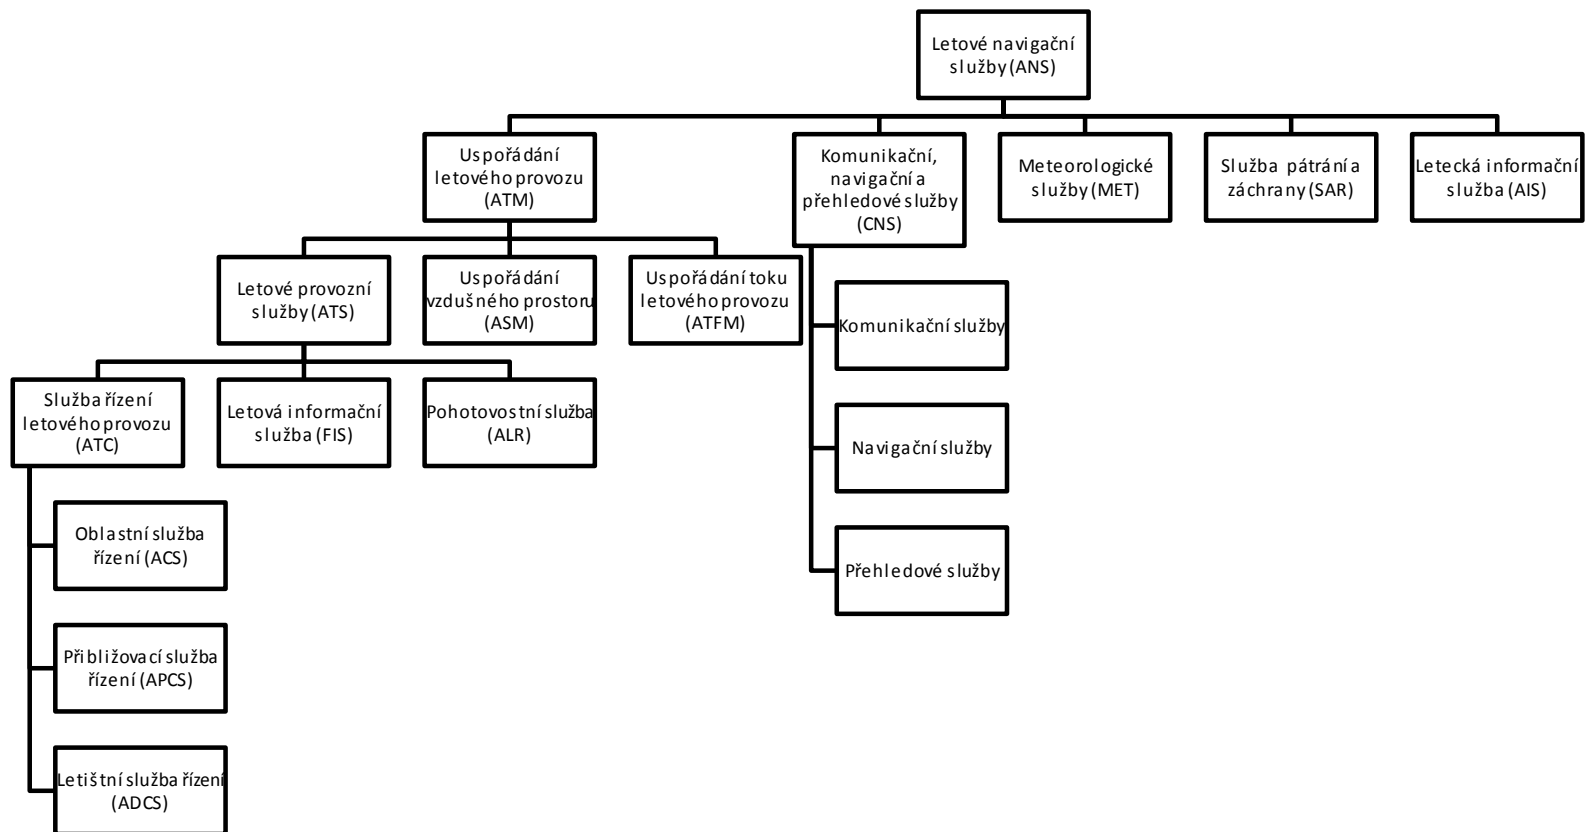 Letové navigační
služby (ANS)
Uspořádání
letového provozu
(ATM)
Komunikační,
navigační a
přehledové služby
(CNS)
Meteorologické
služby (MET)
Služba pátrání a
záchrany (SAR)
Letecká informační
služba (AIS)
Letové provozní
služby (ATS)
Uspořádání
vzdušného prostoru
(ASM)
Uspořádání toku
letového provozu
(ATFM)
Komunikační služby
Navigační služby
Přehledové služby
Služba řízení
letového provozu
(ATC)
Letová informační
služba (FIS)
Pohotovostní služba
(ALR)
Oblastní služba
řízení (ACS)
Přibližovací služba
řízení (APCS)
Letištní služba řízení
(ADCS)